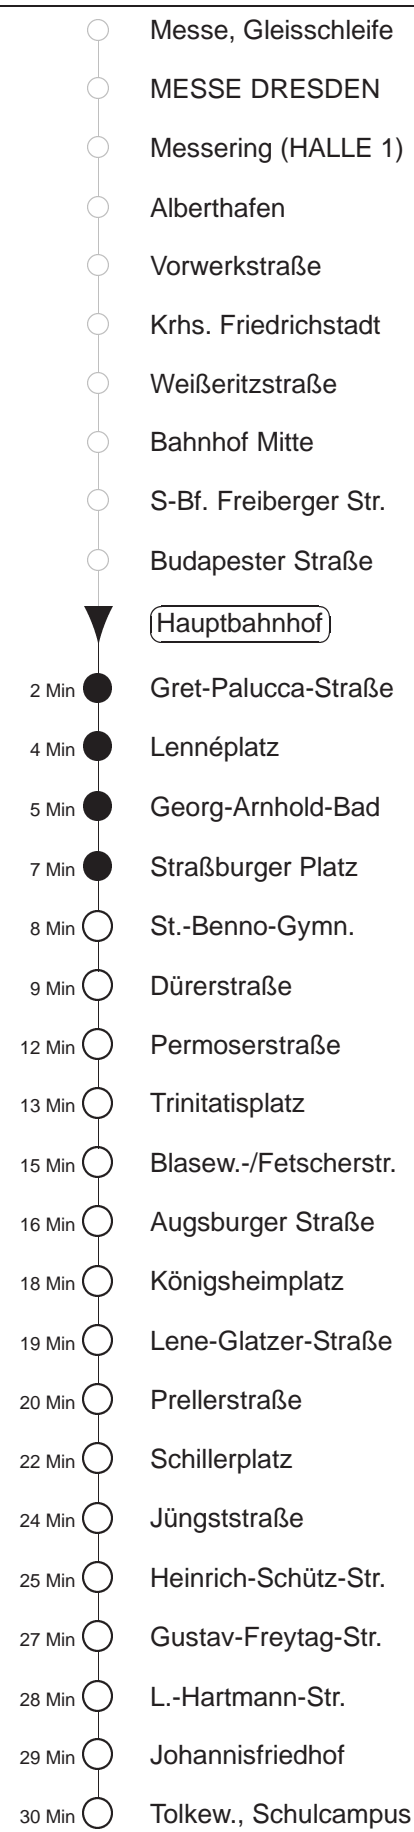 Messe, Gleisschleife
MESSE DRESDEN
Messering (HALLE 1)
Alberthafen
Vorwerkstraße
Krhs. Friedrichstadt
Weißeritzstraße
Bahnhof Mitte
S-Bf. Freiberger Str.
Budapester Straße
Hauptbahnhof
2 Min Gret-Palucca-Straße
4 Min Lennéplatz
5 Min Georg-Arnhold-Bad
7 Min Straßburger Platz
8 Min St.-Benno-Gymn.
9 Min Dürerstraße
12 Min Permoserstraße
13 Min Trinitatisplatz
15 Min Blasew.-/Fetscherstr.
16 Min Augsburger Straße
18 Min Königsheimplatz
19 Min Lene-Glatzer-Straße
20 Min Prellerstraße
22 Min Schillerplatz
24 Min Jüngststraße
25 Min Heinrich-Schütz-Str.
27 Min Gustav-Freytag-Str.
28 Min L.-Hartmann-Str.
29 Min Johannisfriedhof
30 Min Tolkew., Schulcampus